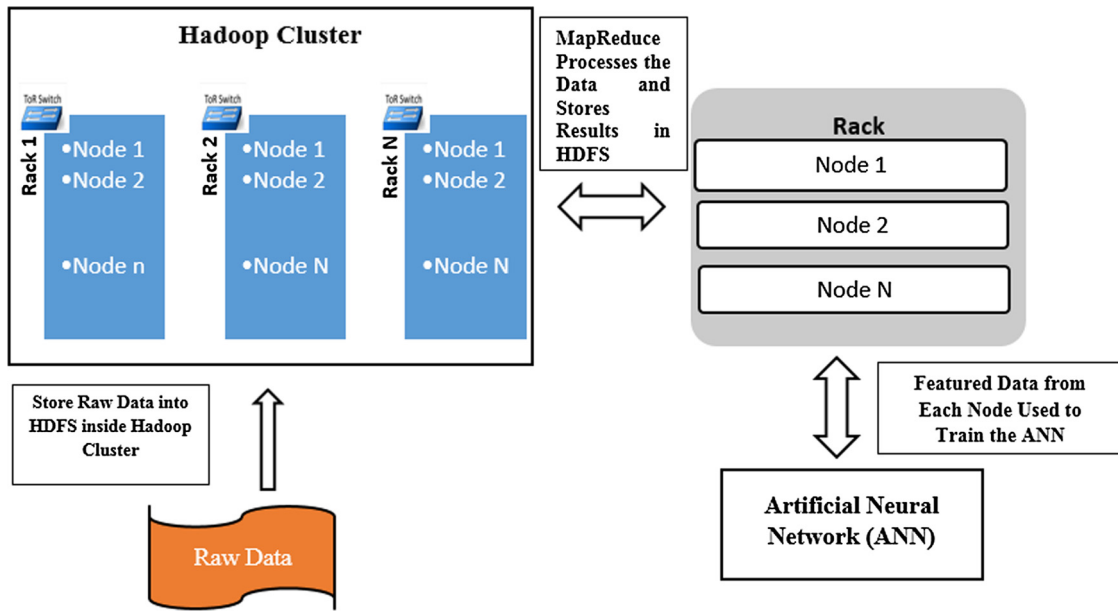 Hadoop Cluster
ToR Switch
Rack 1
•Node 1
•Node 2
•Node n
ToR Switch
Rack 2
•Node 1
•Node 2
•Node N
ToR Switch
Rack N
•Node 1
•Node 2
•Node N
MapReduce
Processes the
Data and
Stores
Results in
HDFS
Rack
Node 1
Node 2
Node N
Store Raw Data into
HDFS inside Hadoop
Cluster
Raw Data
Featured Data from
Each Node Used to
Train the ANN
Artificial Neural
Network (ANN)